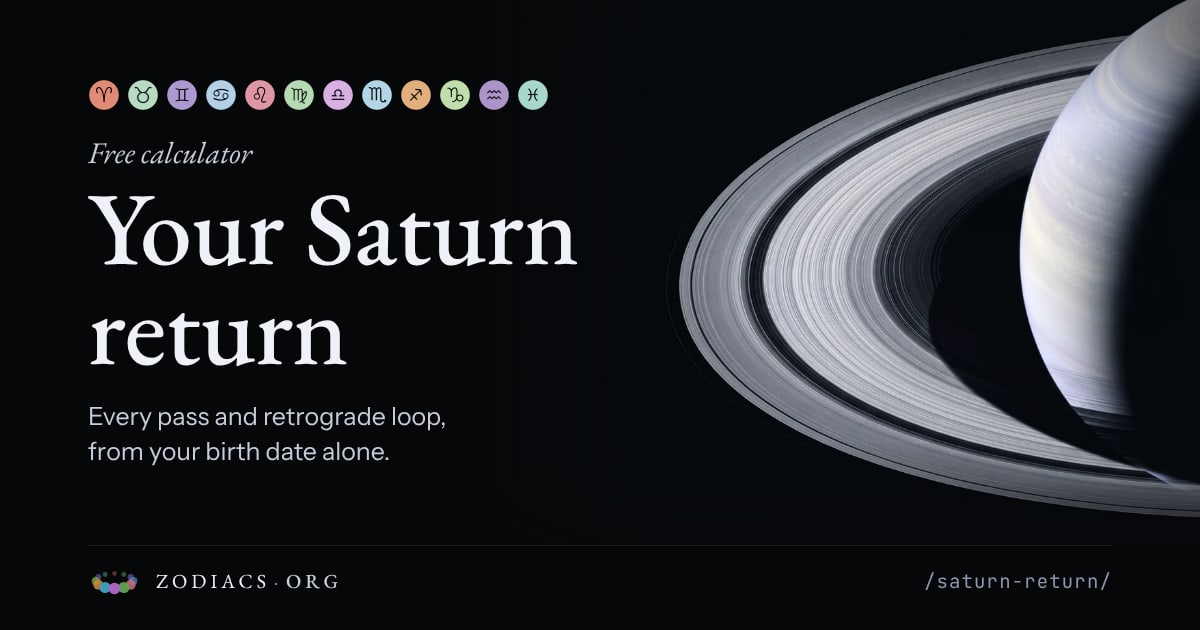 ♈ ♉ ♊ ♋ ♌ ♍ ♎ ♏ ♐ ♑ ♒ ♓
Free calculator
Your Saturn
return
Every pass and retrograde loop,
from your birth date alone.
ZODIACS·ORG
/saturn-return/